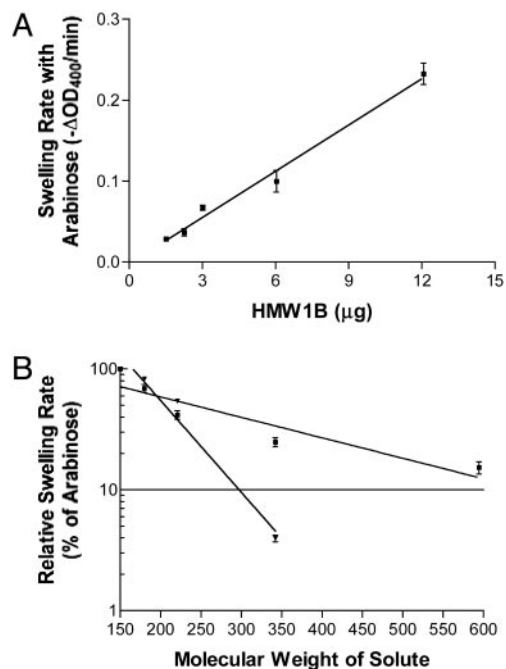 A
Swelling Rate with
Arabinose (-ΔOD400/min)
0.3
0.2
0.1
0.0
3 6 9 12 15
HMW1B (µg)
B
Relative Swelling Rate
(% of Arabinose)
100
10
1
150 200 250 300 350 400 450 500 550 600
Molecular Weight of Solute